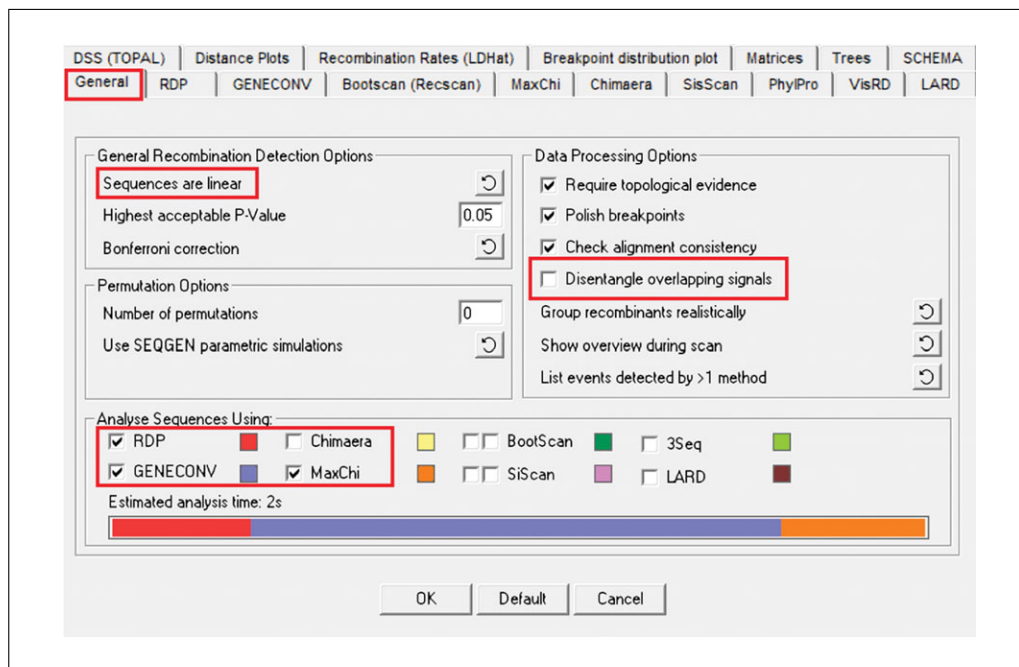 DSS (TOPAL) Distance Plots Recombination Rates (LDHat) Breakpoint distribution plot Matrices Trees SCHEMA
General RDP GENECONV Bootscan (Recscan) MaxChi Chimaera SisScan PhylPro VisRD LARD
General Recombination Detection Options
Sequences are linear
Highest acceptable P-Value 0.05
Bonferroni correction
Permutation Options
Number of permutations 0
Use SEQGEN parametric simulations
Data Processing Options
Require topological evidence
Polish breakpoints
Check alignment consistency
Disentangle overlapping signals
Group recombinants realistically
Show overview during scan
List events detected by >1 method
Analyse Sequences Using:
RDP Chimaera BootScan 3Seq
GENECONV MaxChi SiScan LARD
Estimated analysis time: 2s
OK Default Cancel